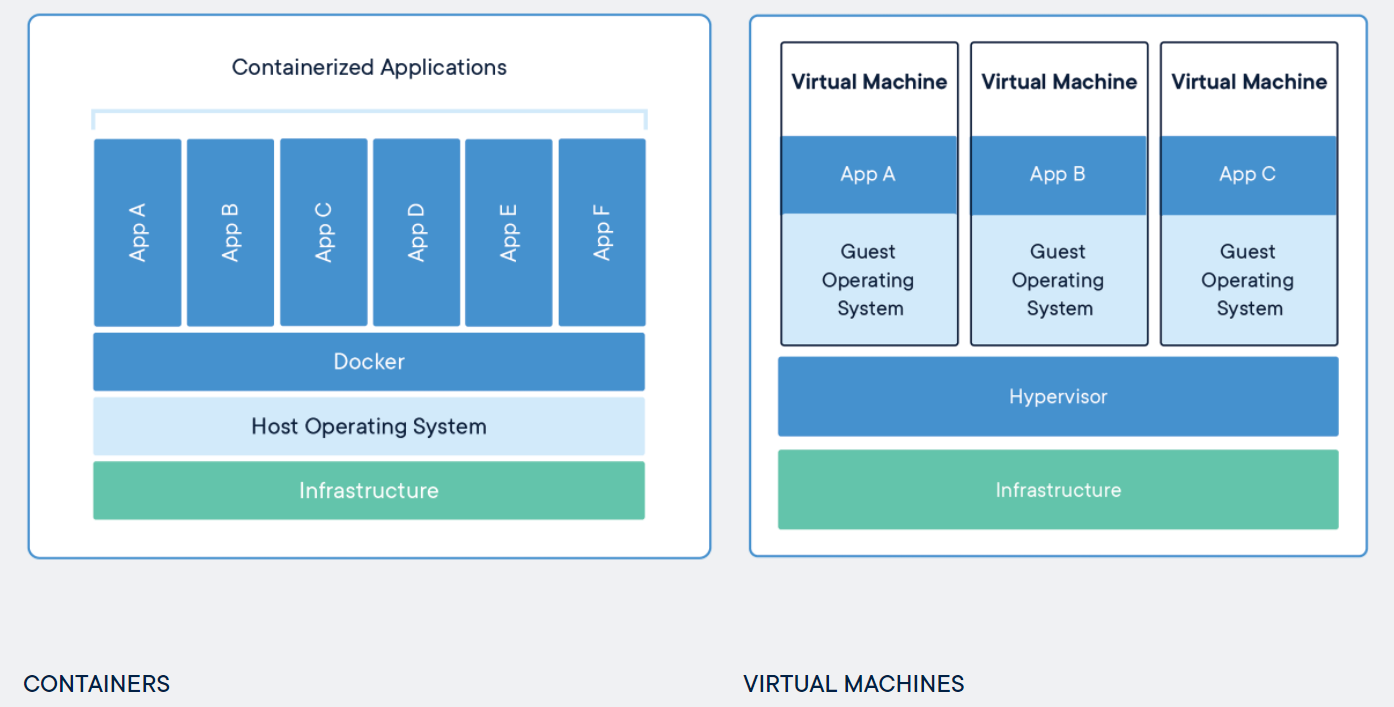 Containerized Applications
App A
App B
App C
App D
App E
App F
Docker
Host Operating System
Infrastructure
CONTAINERS
Virtual Machine
App A
Guest
Operating
System
Virtual Machine
App B
Guest
Operating
System
Virtual Machine
App C
Guest
Operating
System
Hypervisor
Infrastructure
VIRTUAL MACHINES